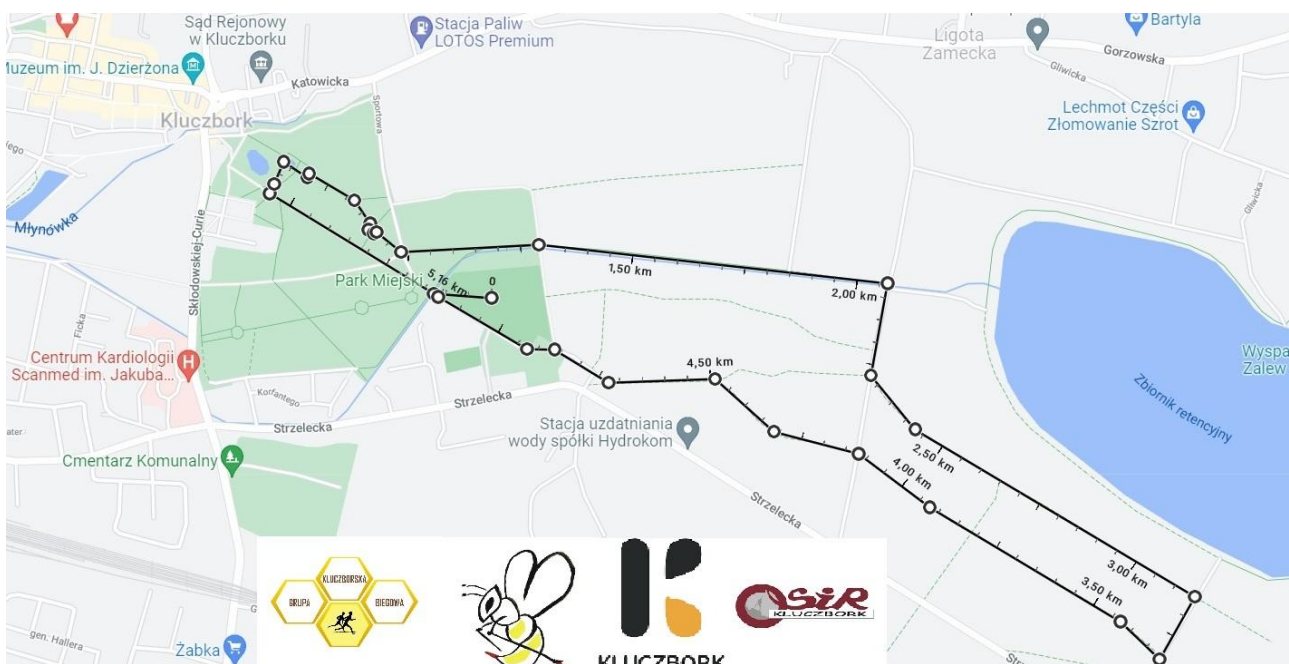 Sąd Rejonowy
w Kluczborku
Stacja Paliw
LOTOS Premium
Ligota
Zamecka
Bartyla
Gorzowska
Gliwicka
Muzeum im. J. Dzierżona
Katowicka
Sportowa
Kluczbork
Lechmot Części
Złomowanie Szrot
Gliwicka
Młynówka
Skłodowskiej-Curie
Park Miejski
5,16 km
0
1,50 km
2,00 km
Ficka
Centrum Kardiologii
Scanmed im. Jakuba...
Korfantego
Strzelecka
Strzelecka
4,50 km
Wyspa
Zalew
Zbiornik retencyjny
Stacja uzdatniania
wody spółki Hydrokom
2,50 km
Cmentarz Komunalny
4,00 km
Strzelecka
3,00 km
3,50 km
KLUCZBORSKA
GRUPA
BIEGOWA
OSiR
KLUCZBORK
KLUCZBORK
gen. Hallera
Żabka